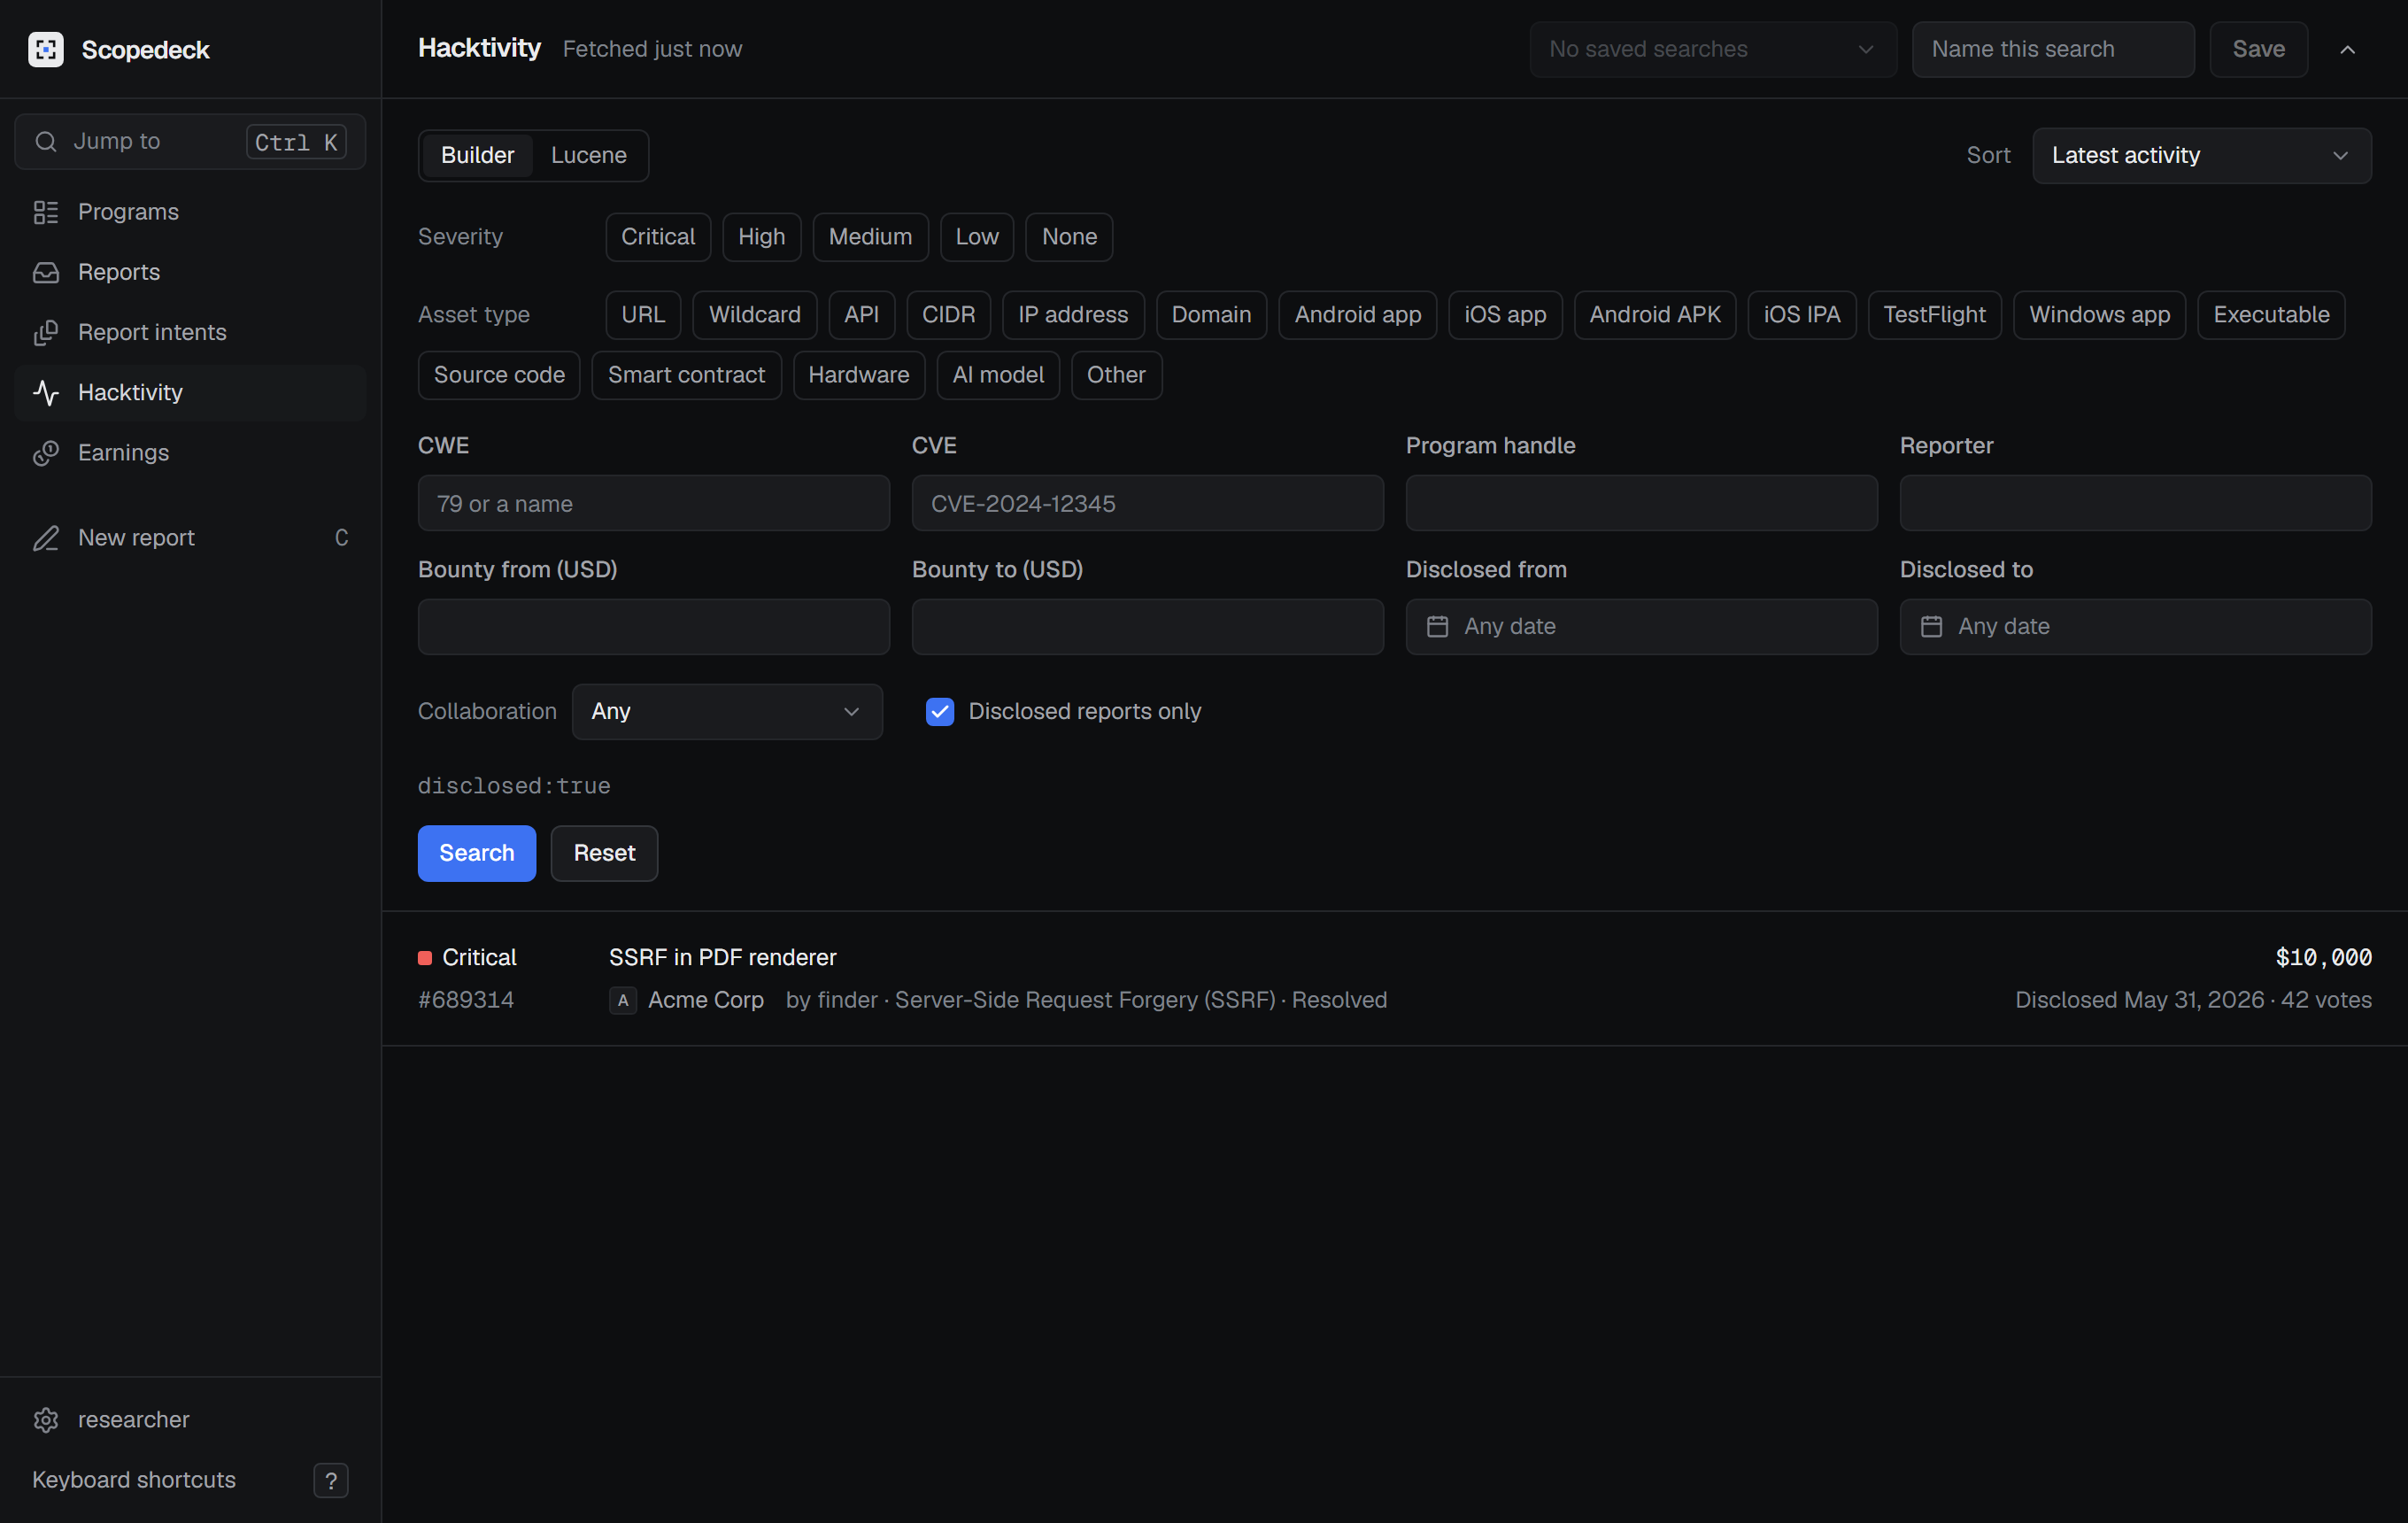 Scopedeck
Hacktivity Fetched just now
No saved searches
Name this search
Save
Jump to Ctrl K
Programs
Reports
Report intents
Hacktivity
Earnings
New report C
Builder Lucene
Sort Latest activity
Severity Critical High Medium Low None
Asset type URL Wildcard API CIDR IP address Domain Android app iOS app Android APK iOS IPA TestFlight Windows app Executable
Source code Smart contract Hardware AI model Other
CWE CVE Program handle Reporter
79 or a name CVE-2024-12345
Bounty from (USD) Bounty to (USD) Disclosed from Disclosed to
Any date Any date
Collaboration Any Disclosed reports only
disclosed:true
Search Reset
Critical SSRF in PDF renderer $10,000
#689314 A Acme Corp by finder · Server-Side Request Forgery (SSRF) · Resolved Disclosed May 31, 2026 · 42 votes
researcher
Keyboard shortcuts ?